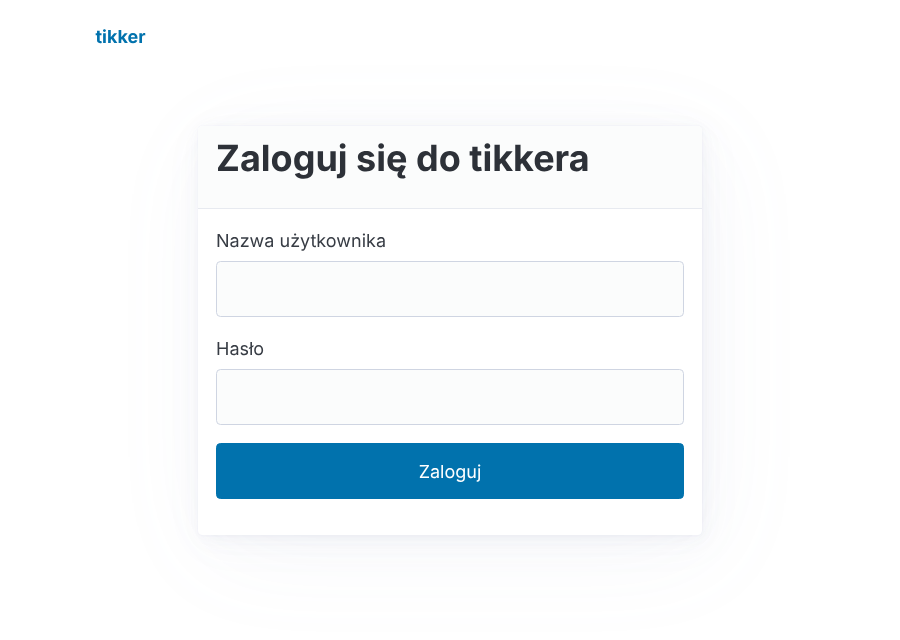 tikker
Zaloguj się do tikkera
Nazwa użytkownika
Hasło
Zaloguj